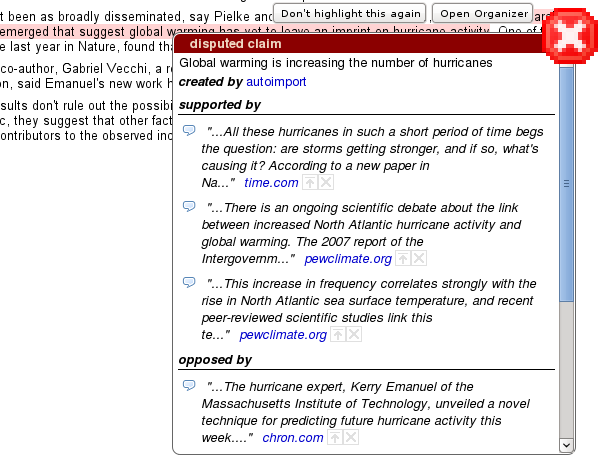 t been as broadly disseminated, say Pielke and
Don't highlight this again
Open Organizer
emerged that suggest global warming has yet to leave an imprint on hurricane activity. One of
e last year in Nature, found tha
co-author, Gabriel Vecchi, a r
on, said Emanuel's new work h
sults don't rule out the possibi
c, they suggest that other fact
ontributors to the observed inc
disputed claim
Global warming is increasing the number of hurricanes
created by autoimport
supported by
"...All these hurricanes in such a short period of time begs
the question: are storms getting stronger, and if so, what's
causing it? According to a new paper in
Na..." time.com
"...There is an ongoing scientific debate about the link
between increased North Atlantic hurricane activity and
global warming. The 2007 report of the
Intergovernm..." pewclimate.org
"...This increase in frequency correlates strongly with the
rise in North Atlantic sea surface temperature, and recent
peer-reviewed scientific studies link this
te..." pewclimate.org
opposed by
"...The hurricane expert, Kerry Emanuel of the
Massachusetts Institute of Technology, unveiled a novel
technique for predicting future hurricane activity this
week...." chron.com